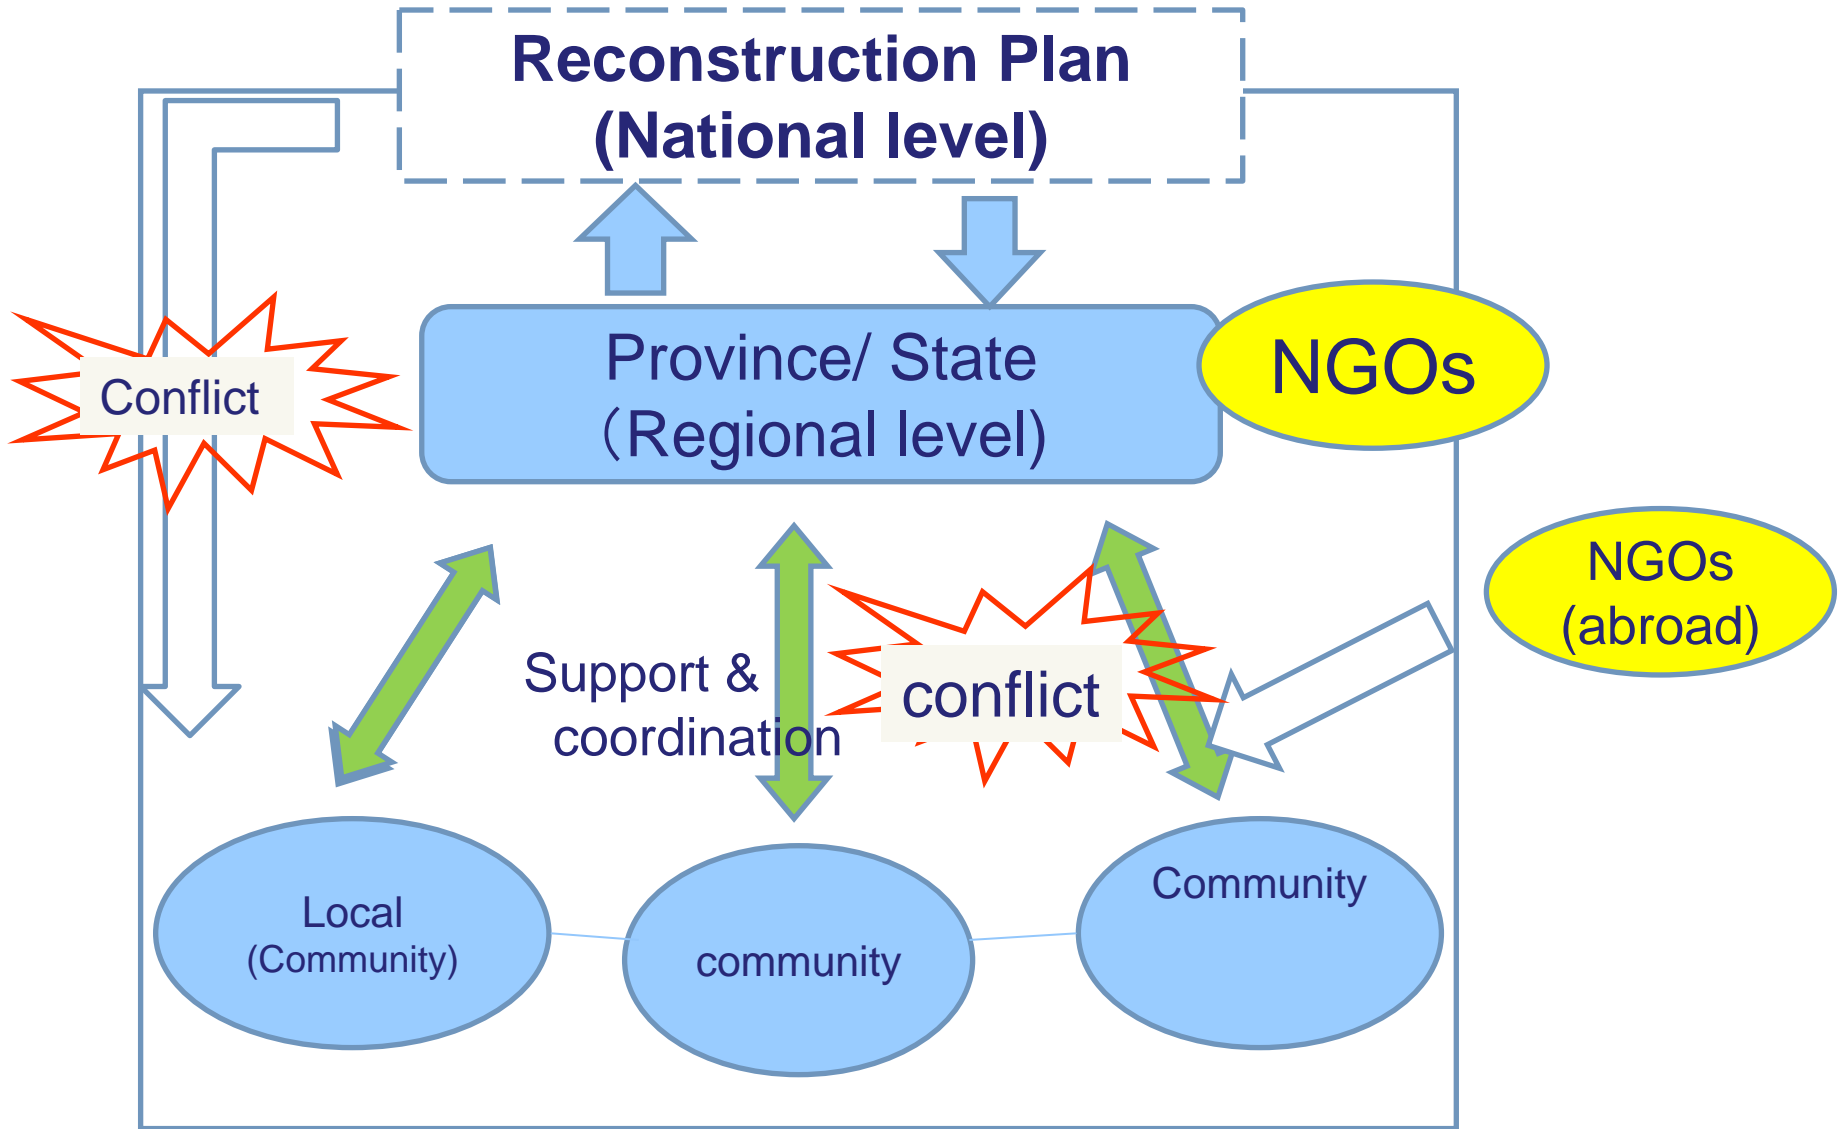 Reconstruction Plan
(National level)
Province/ State
（Regional level)
NGOs
Conflict
NGOs
(abroad)
Support &
coordination
conflict
Local
(Community)
community
Community